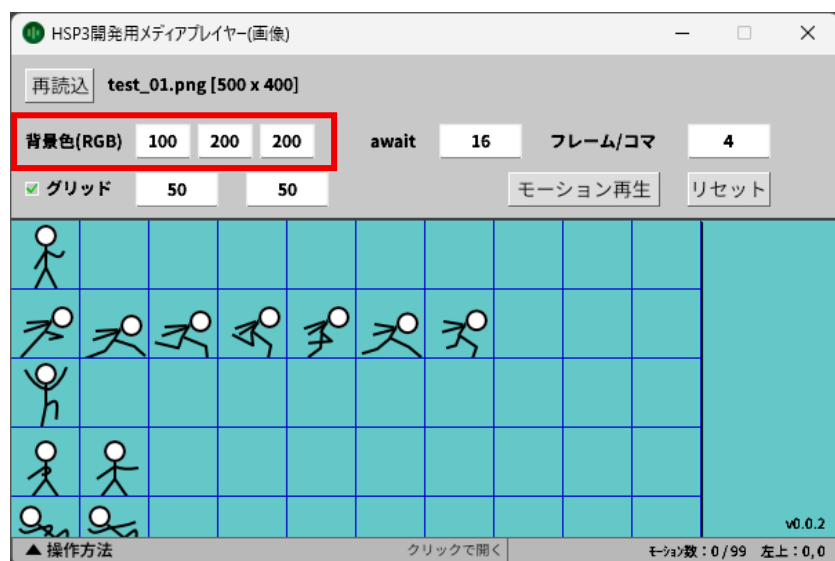 HSP3開発用メディアプレイヤー(画像)
再読込 test_01.png [500 x 400]
背景色(RGB) 100 200 200 await 16 フレーム/コマ 4
グリッド 50 50 モーション再生 リセット
v0.0.2
▲ 操作方法 クリックで開く ﾓｰｼｮﾝ数：0/99 左上：0,0